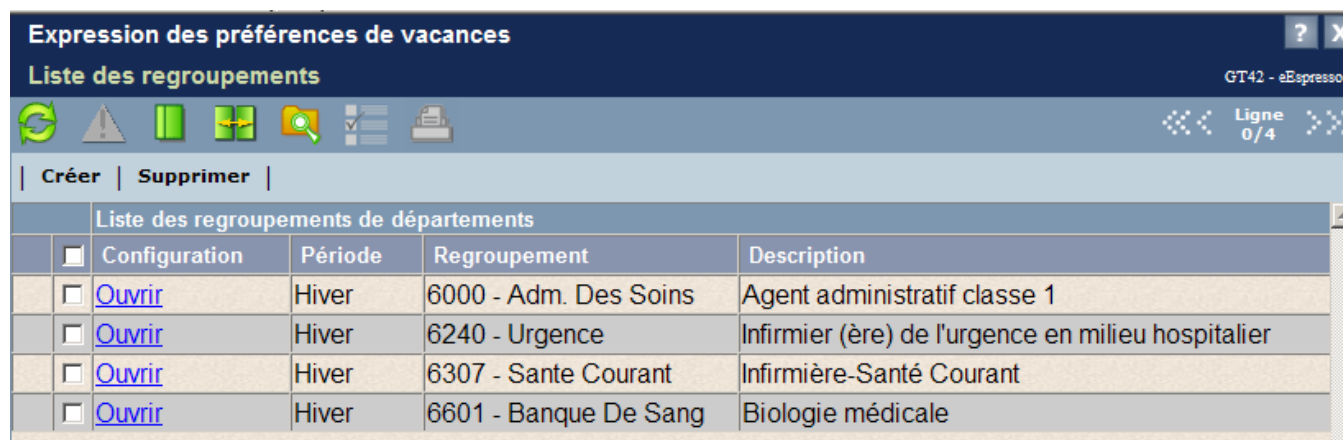 Expression des préférences de vacances ? X
Liste des regroupements GT42 - eEspresso
Ligne
0/4
| Créer | Supprimer |
Liste des regroupements de départements
Configuration Période Regroupement Description
Ouvrir Hiver 6000 - Adm. Des Soins Agent administratif classe 1
Ouvrir Hiver 6240 - Urgence Infirmier (ère) de l'urgence en milieu hospitalier
Ouvrir Hiver 6307 - Sante Courant Infirmière-Santé Courant
Ouvrir Hiver 6601 - Banque De Sang Biologie médicale